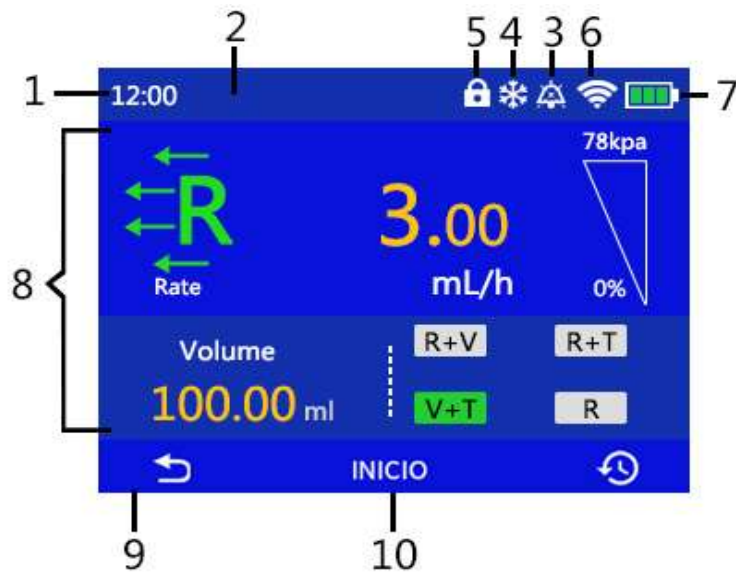 2
5 4 3 6
1
12:00
7
78kpa
R
3.00
8
Rate
mL/h
0%
Volume
R+V
R+T
100.00 ml
V+T
R
INICIO
9
10